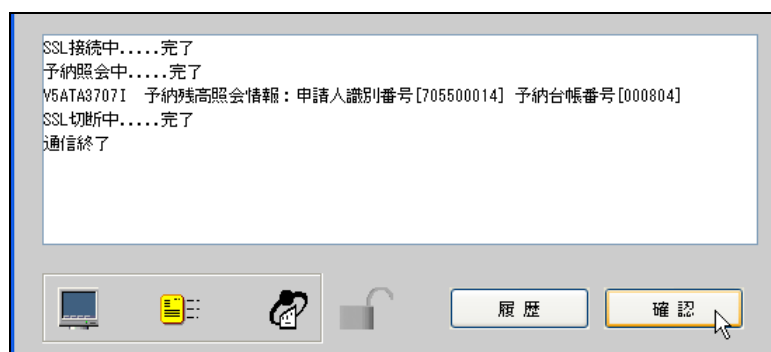 SSL接続中.....完了
予納照会中.....完了
V5ATA3707I 予納残高照会情報：申請人識別番号[705500014] 予納台帳番号[000804]
SSL切断中.....完了
通信終了
履歴
確認